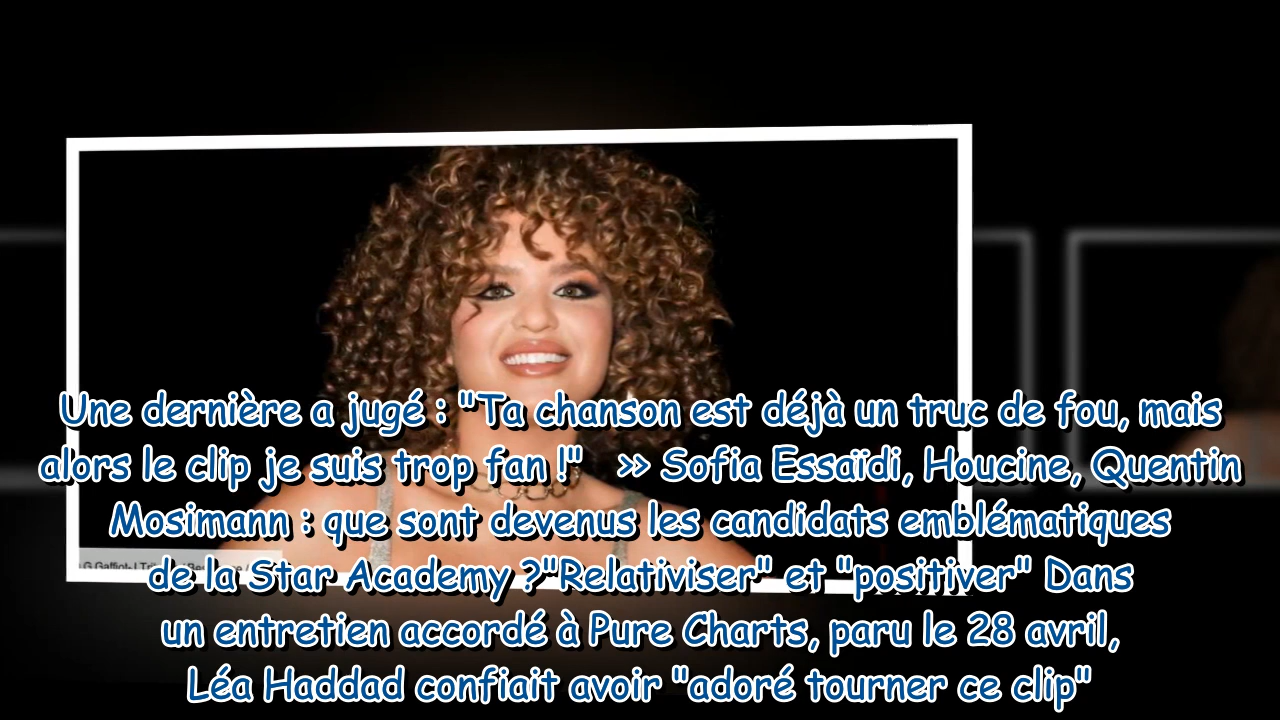 Une dernière a jugé : "Ta chanson est déjà un truc de fou, mais
alors le clip je suis trop fan !"   >> Sofia Essaïdi, Houcine, Quentin
Mosimann : que sont devenus les candidats emblématiques
de la Star Academy ?"Relativiser" et "positiver" Dans
un entretien accordé à Pure Charts, paru le 28 avril,
Léa Haddad confiait avoir "adoré tourner ce clip"